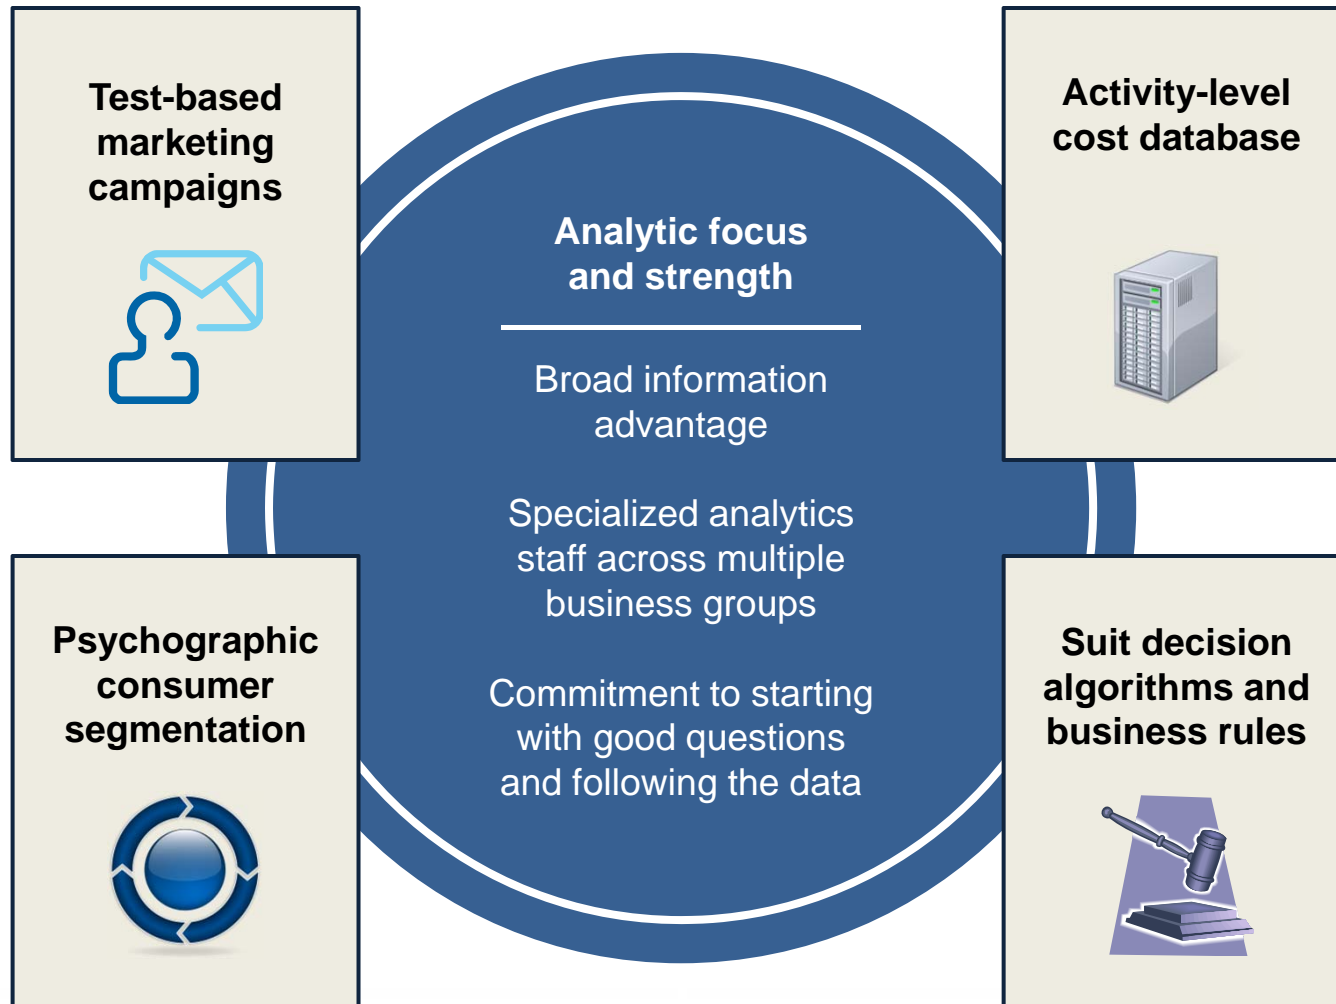 Test-based
marketing
campaigns
Activity-level
cost database
Analytic focus
and strength
Broad information
advantage
Specialized analytics
staff across multiple
business groups
Commitment to starting
with good questions
and following the data
Psychographic
consumer
segmentation
Suit decision
algorithms and
business rules